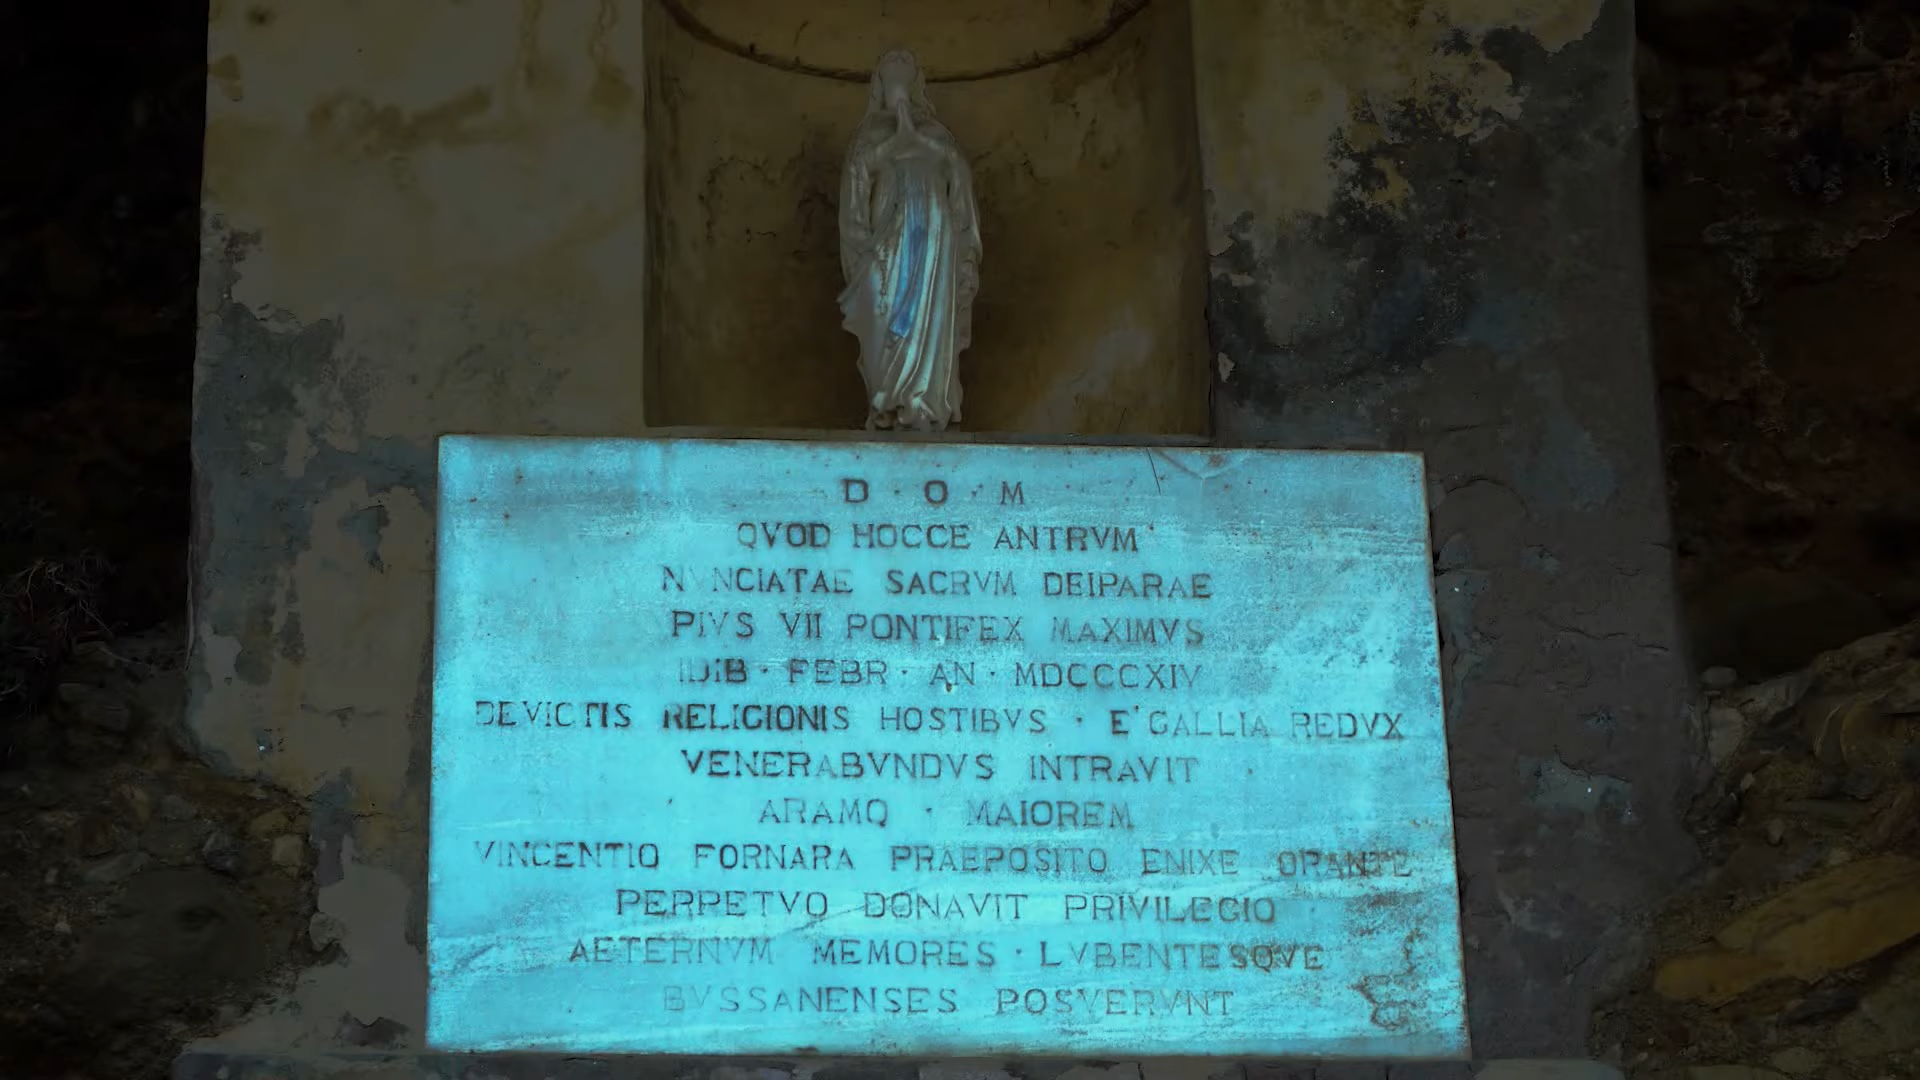 D · O · M
QVOD HOCCE ANTRVM
NVNCIATAE SACRVM DEIPARAE
PIVS VII PONTIFEX MAXIMVS
IDIB · FEBR · AN · MDCCCXIV
DEVICTIS RELIGIONIS HOSTIBVS · E' GALLIA REDVX
VENERABVNDVS INTRAVIT
ARAMQ · MAIOREM
VINCENTIO FORNARA PRAEPOSITO ENIXE ORANTE
PERPETVO DONAVIT PRIVILEGIO
AETERNVM MEMORES · LVBENTESQVE
BVSSANENSES POSVERVNT